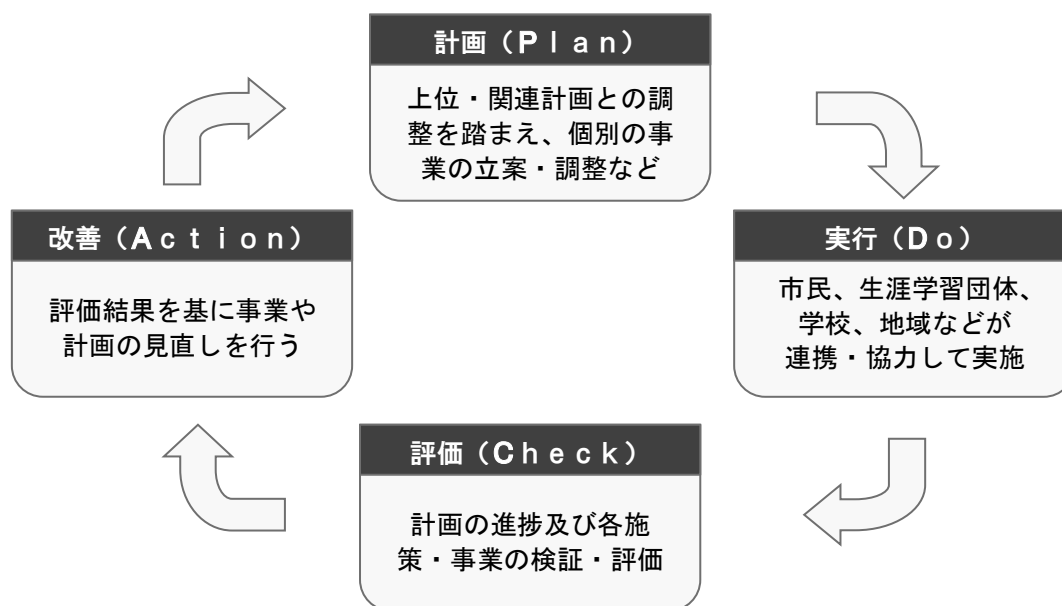 計画（Ｐｌａｎ）
上位・関連計画との調
整を踏まえ、個別の事
業の立案・調整など
実行（Ｄｏ）
市民、生涯学習団体、
学校、地域などが
連携・協力して実施
評価（Ｃｈｅｃｋ）
計画の進捗及び各施
策・事業の検証・評価
改善（Ａｃｔｉｏｎ）
評価結果を基に事業や
計画の見直しを行う